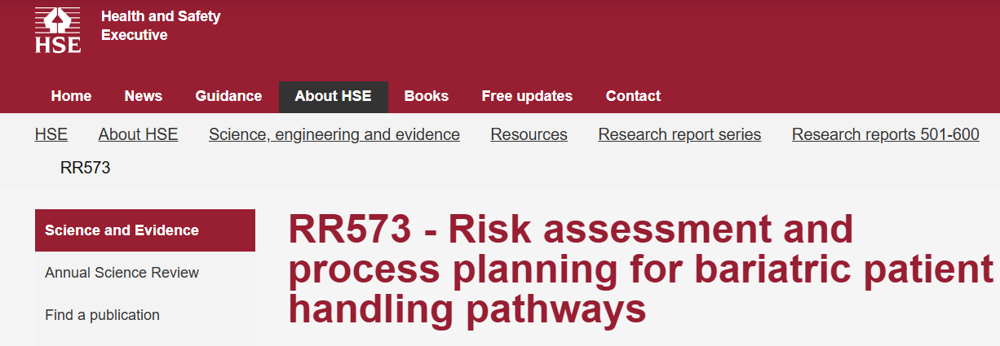 Health and Safety
Executive
HSE
Home News Guidance About HSE Books Free updates Contact
HSE About HSE Science, engineering and evidence Resources Research report series Research reports 501-600
RR573
Science and Evidence
Annual Science Review
Find a publication
RR573 - Risk assessment and
process planning for bariatric patient
handling pathways